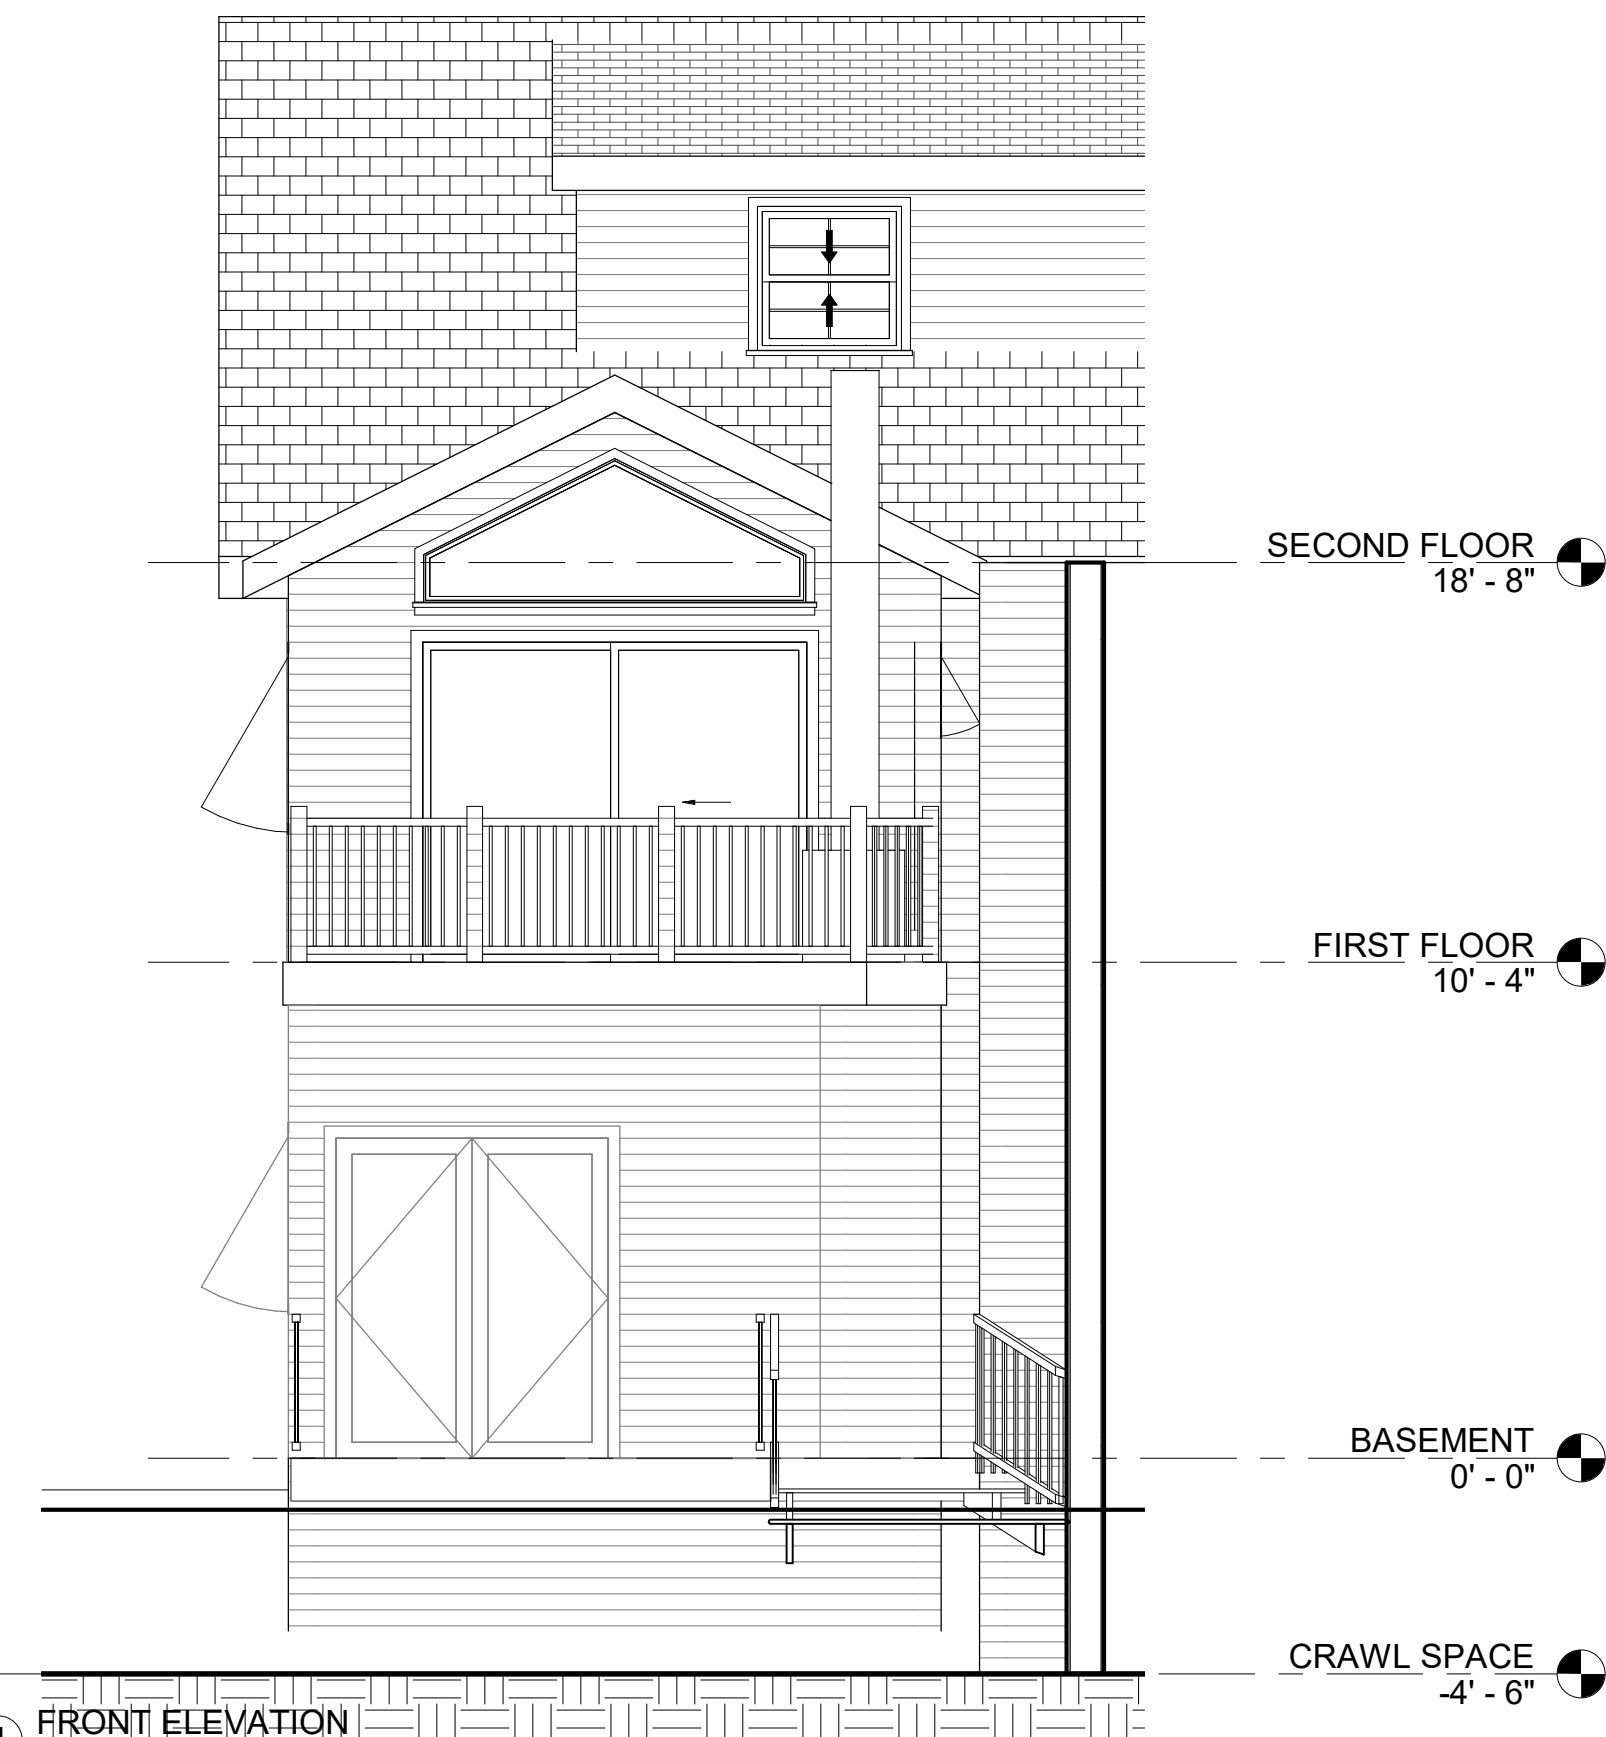 SECOND FLOOR
18' - 8"
FIRST FLOOR
10' - 4"
BASEMENT
0' - 0"
CRAWL SPACE
-4' - 6"
FRONT ELEVATION